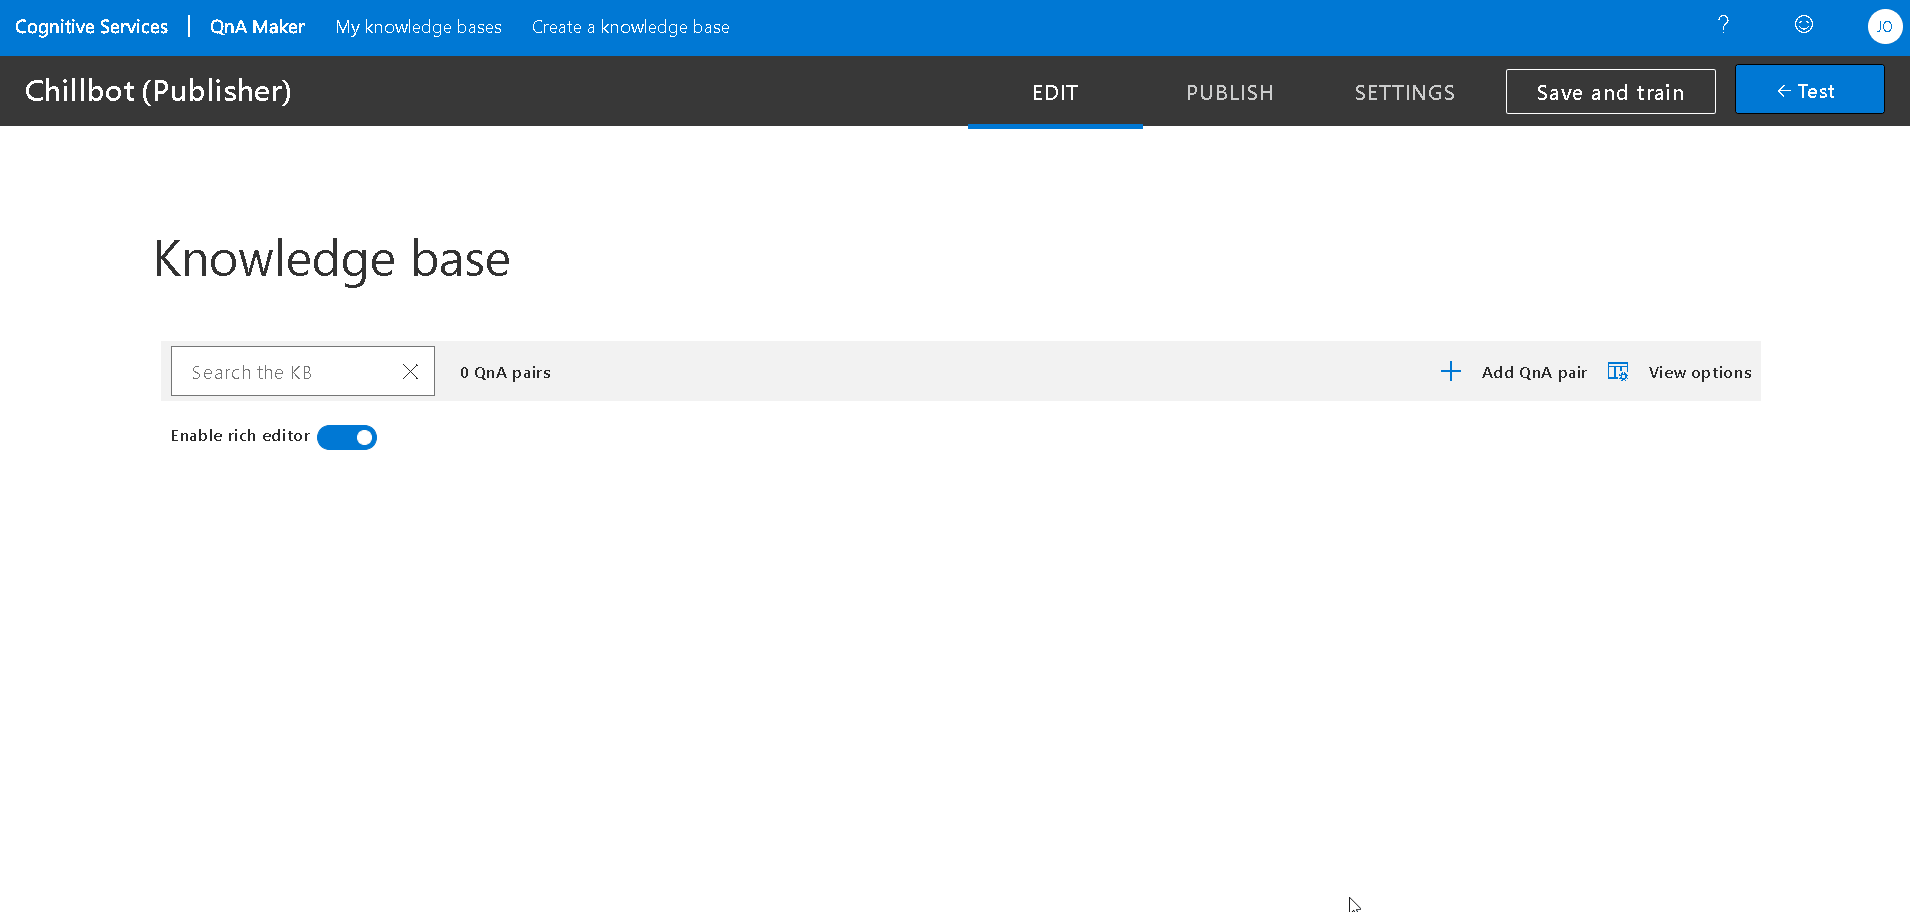 Cognitive Services | QnA Maker My knowledge bases Create a knowledge base ? JO
Chillbot (Publisher) EDIT PUBLISH SETTINGS Save and train ← Test
Knowledge base
Search the KB 0 QnA pairs Add QnA pair View options
Enable rich editor